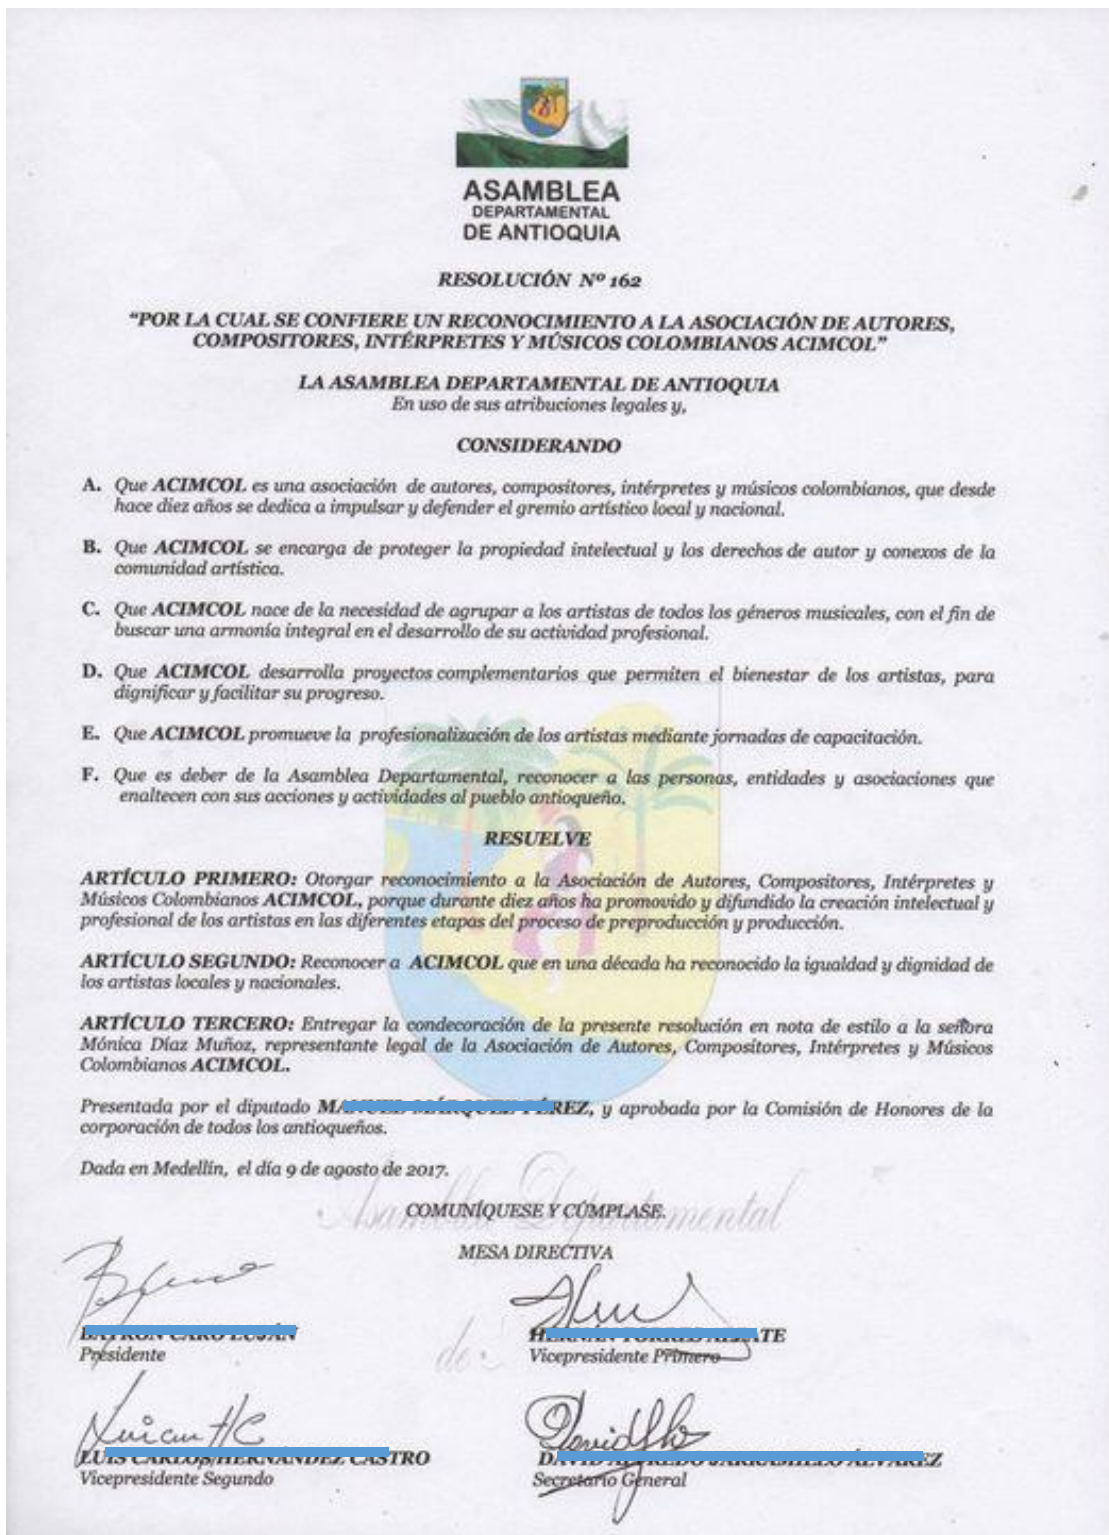 ASAMBLEA
DEPARTAMENTAL
DE ANTIOQUIA
RESOLUCIÓN Nº 162
“POR LA CUAL SE CONFIERE UN RECONOCIMIENTO A LA ASOCIACIÓN DE AUTORES,
COMPOSITORES, INTÉRPRETES Y MÚSICOS COLOMBIANOS ACIMCOL”
LA ASAMBLEA DEPARTAMENTAL DE ANTIOQUIA
En uso de sus atribuciones legales y,
CONSIDERANDO
A. Que ACIMCOL es una asociación de autores, compositores, intérpretes y músicos colombianos, que desde
hace diez años se dedica a impulsar y defender el gremio artístico local y nacional.
B. Que ACIMCOL se encarga de proteger la propiedad intelectual y los derechos de autor y conexos de la
comunidad artística.
C. Que ACIMCOL nace de la necesidad de agrupar a los artistas de todos los géneros musicales, con el fin de
buscar una armonía integral en el desarrollo de su actividad profesional.
D. Que ACIMCOL desarrolla proyectos complementarios que permiten el bienestar de los artistas, para
dignificar y facilitar su progreso.
E. Que ACIMCOL promueve la profesionalización de los artistas mediante jornadas de capacitación.
F. Que es deber de la Asamblea Departamental, reconocer a las personas, entidades y asociaciones que
enaltecen con sus acciones y actividades al pueblo antioqueño.
RESUELVE
ARTÍCULO PRIMERO: Otorgar reconocimiento a la Asociación de Autores, Compositores, Intérpretes y
Músicos Colombianos ACIMCOL, porque durante diez años ha promovido y difundido la creación intelectual y
profesional de los artistas en las diferentes etapas del proceso de preproducción y producción.
ARTÍCULO SEGUNDO: Reconocer a ACIMCOL que en una década ha reconocido la igualdad y dignidad de
los artistas locales y nacionales.
ARTÍCULO TERCERO: Entregar la condecoración de la presente resolución en nota de estilo a la señora
Mónica Díaz Muñoz, representante legal de la Asociación de Autores, Compositores, Intérpretes y Músicos
Colombianos ACIMCOL.
Presentada por el diputado y aprobada por la Comisión de Honores de la
corporación de todos los antioqueños.
Dada en Medellín, el día 9 de agosto de 2017.
Asamblea Departamental
COMUNÍQUESE Y CÚMPLASE.
MESA DIRECTIVA
Presidente
Vicepresidente Primero
de
CASTRO
Vicepresidente Segundo
Secretario General